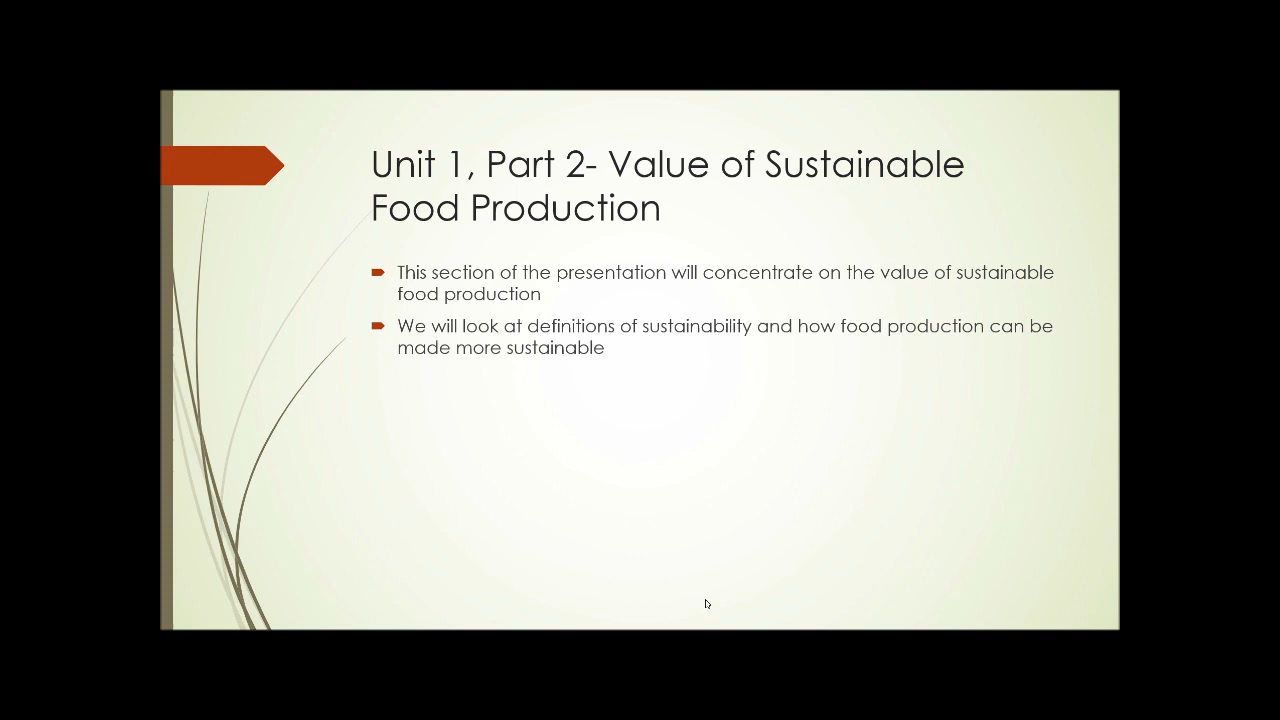 Unit 1, Part 2- Value of Sustainable
Food Production
This section of the presentation will concentrate on the value of sustainable
food production
We will look at definitions of sustainability and how food production can be
made more sustainable